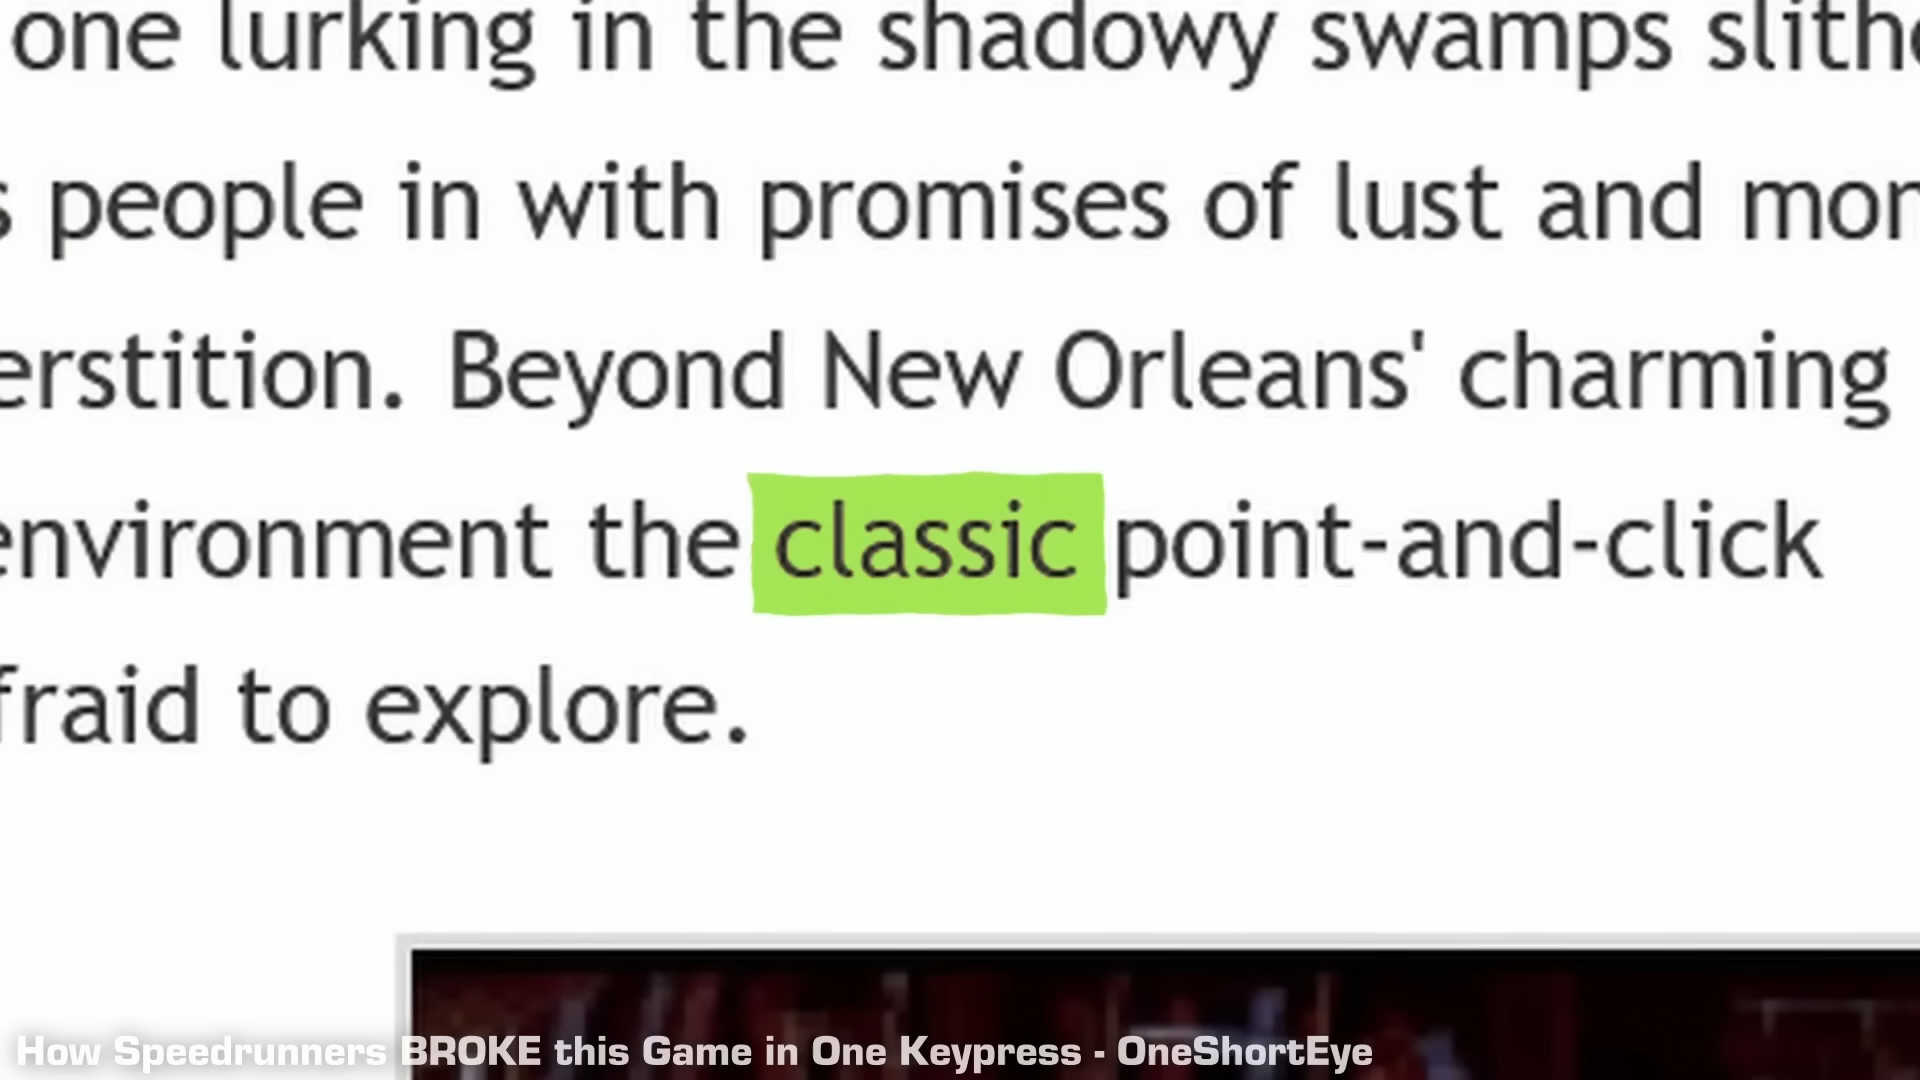 one lurking in the shadowy swamps slithe
s people in with promises of lust and mon
erstition. Beyond New Orleans' charming
environment the classic point-and-click
fraid to explore.
How Speedrunners BROKE this Game in One Keypress - OneShortEye